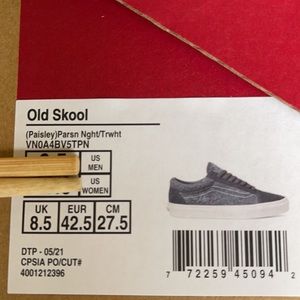 Old Skool
(Paisley)Parsn Nght/Trwht
VN0A4BV5TPN
US
MEN
US
WOMEN
UK EUR CM
8.5 42.5 27.5
DTP - 05/21
CPSIA PO/CUT#
4001212396
7 72259 45094 2